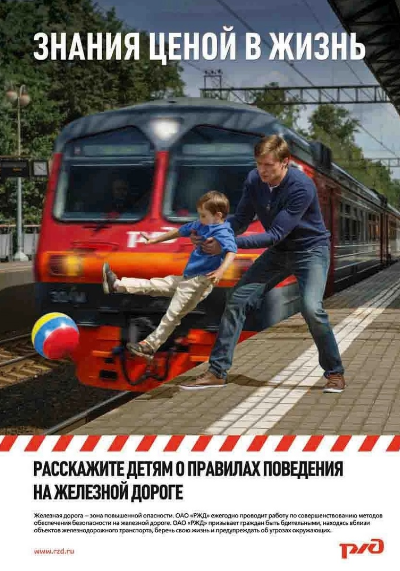 ЗНАНИЯ ЦЕНОЙ В ЖИЗНЬ
РЖД
РАССКАЖИТЕ ДЕТЯМ О ПРАВИЛАХ ПОВЕДЕНИЯ
НА ЖЕЛЕЗНОЙ ДОРОГЕ
Железная дорога – зона повышенной опасности. ОАО «РЖД» ежегодно проводит работу по совершенствованию методов
обеспечения безопасности на железной дороге. ОАО «РЖД» призывает граждан быть бдительными, находясь вблизи
объектов железнодорожного транспорта, беречь свою жизнь и предупреждать об угрозах окружающих.
www.rzd.ru
РЖД